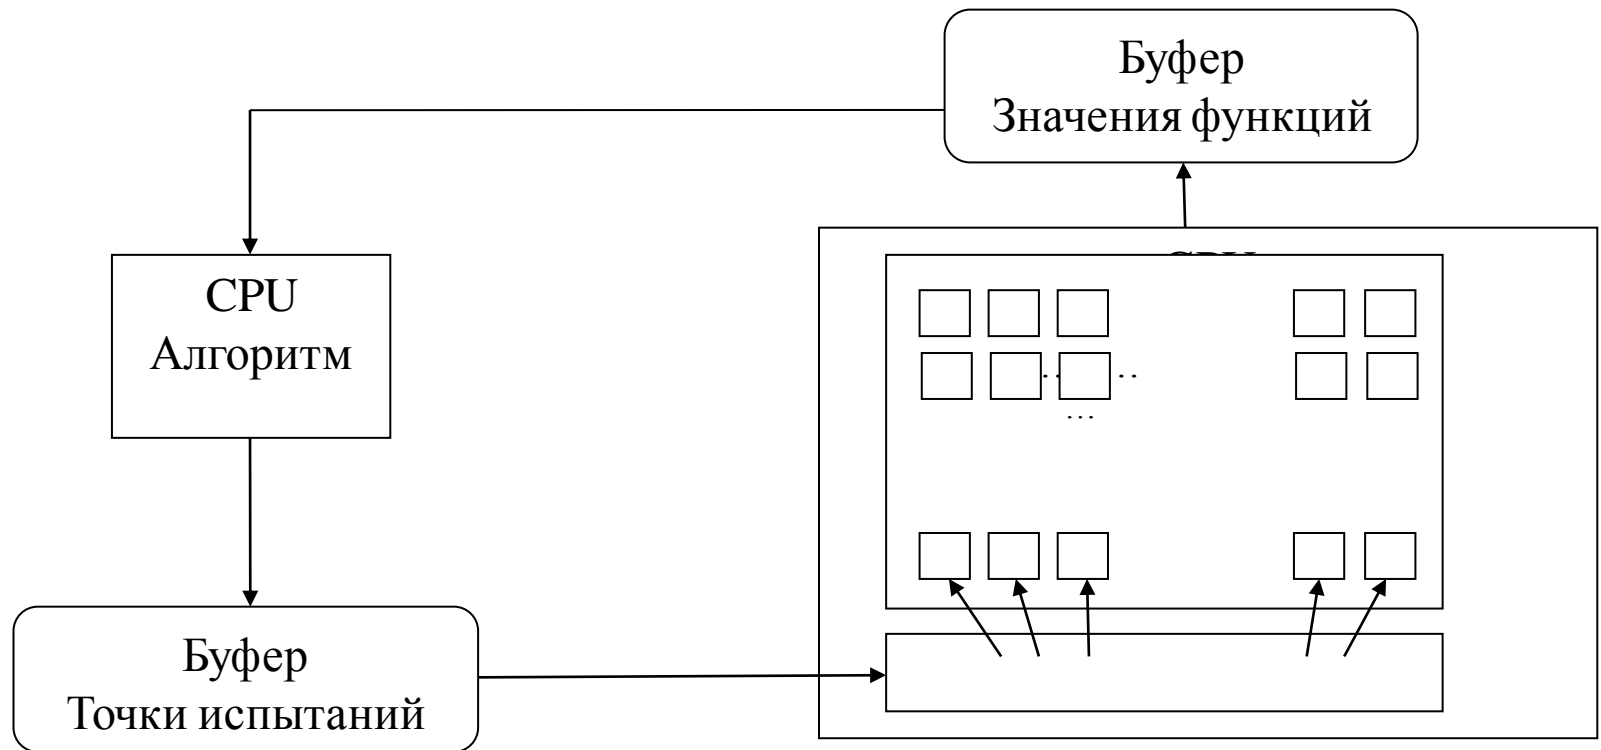 Буфер
Значения функций
CPU
Алгоритм
Буфер
Точки испытаний